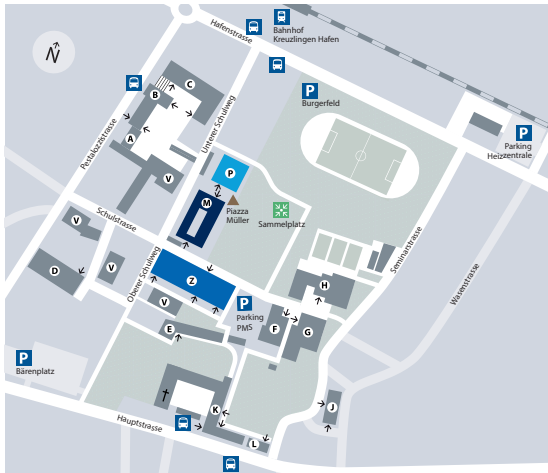 Bahnhof
Kreuzlingen Hafen
Hafenstrasse
N
C
B
P
Burgerfeld
A
P
Parking
Heizzentrale
Pestalozzistrasse
Unterer Schulweg
V
P
M
Piazza
Müller
Sammelplatz
V
Schulstrasse
Seminarstrasse
Wasenstrasse
D
V
Oberer Schulweg
Z
H
V
P
Parking
PMS
E
F
G
P
Bärenplatz
K
J
Hauptstrasse
L